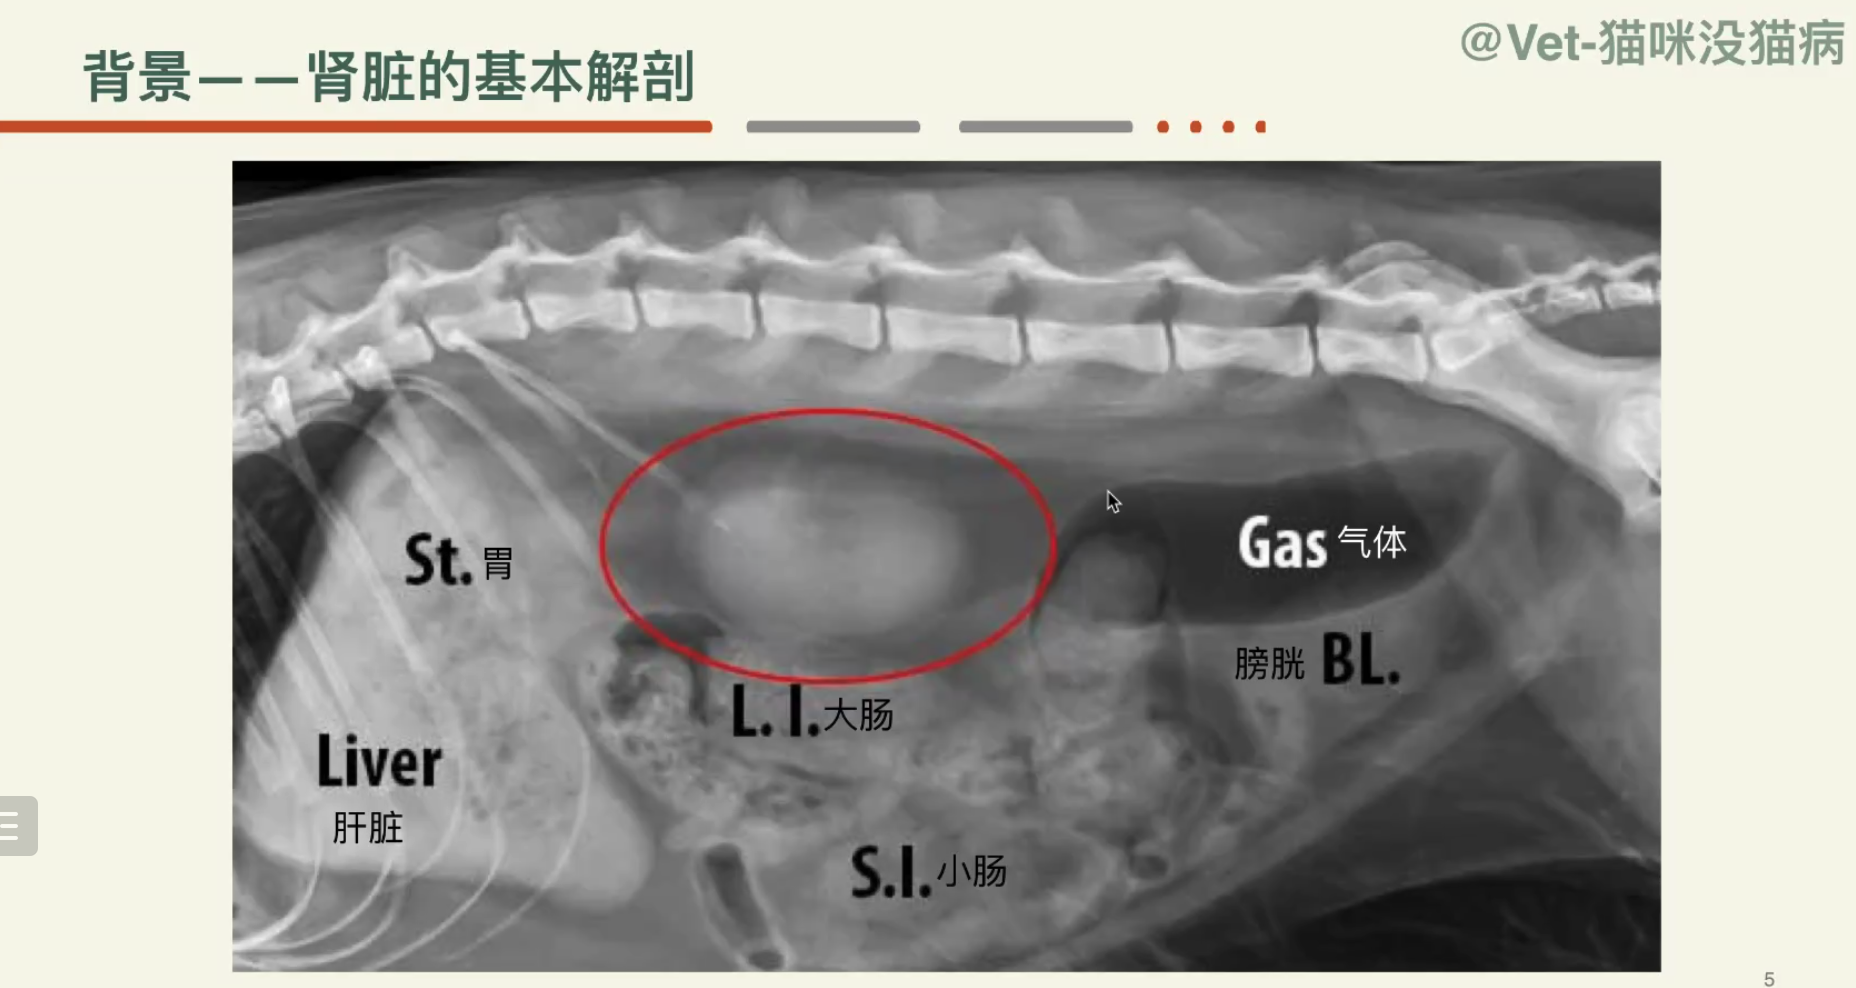 @Vet-猫咪没猫病
背景——肾脏的基本解剖
Gas 气体
St. 胃
膀胱 BL.
L. I. 大肠
Liver
肝脏
S.I. 小肠
5